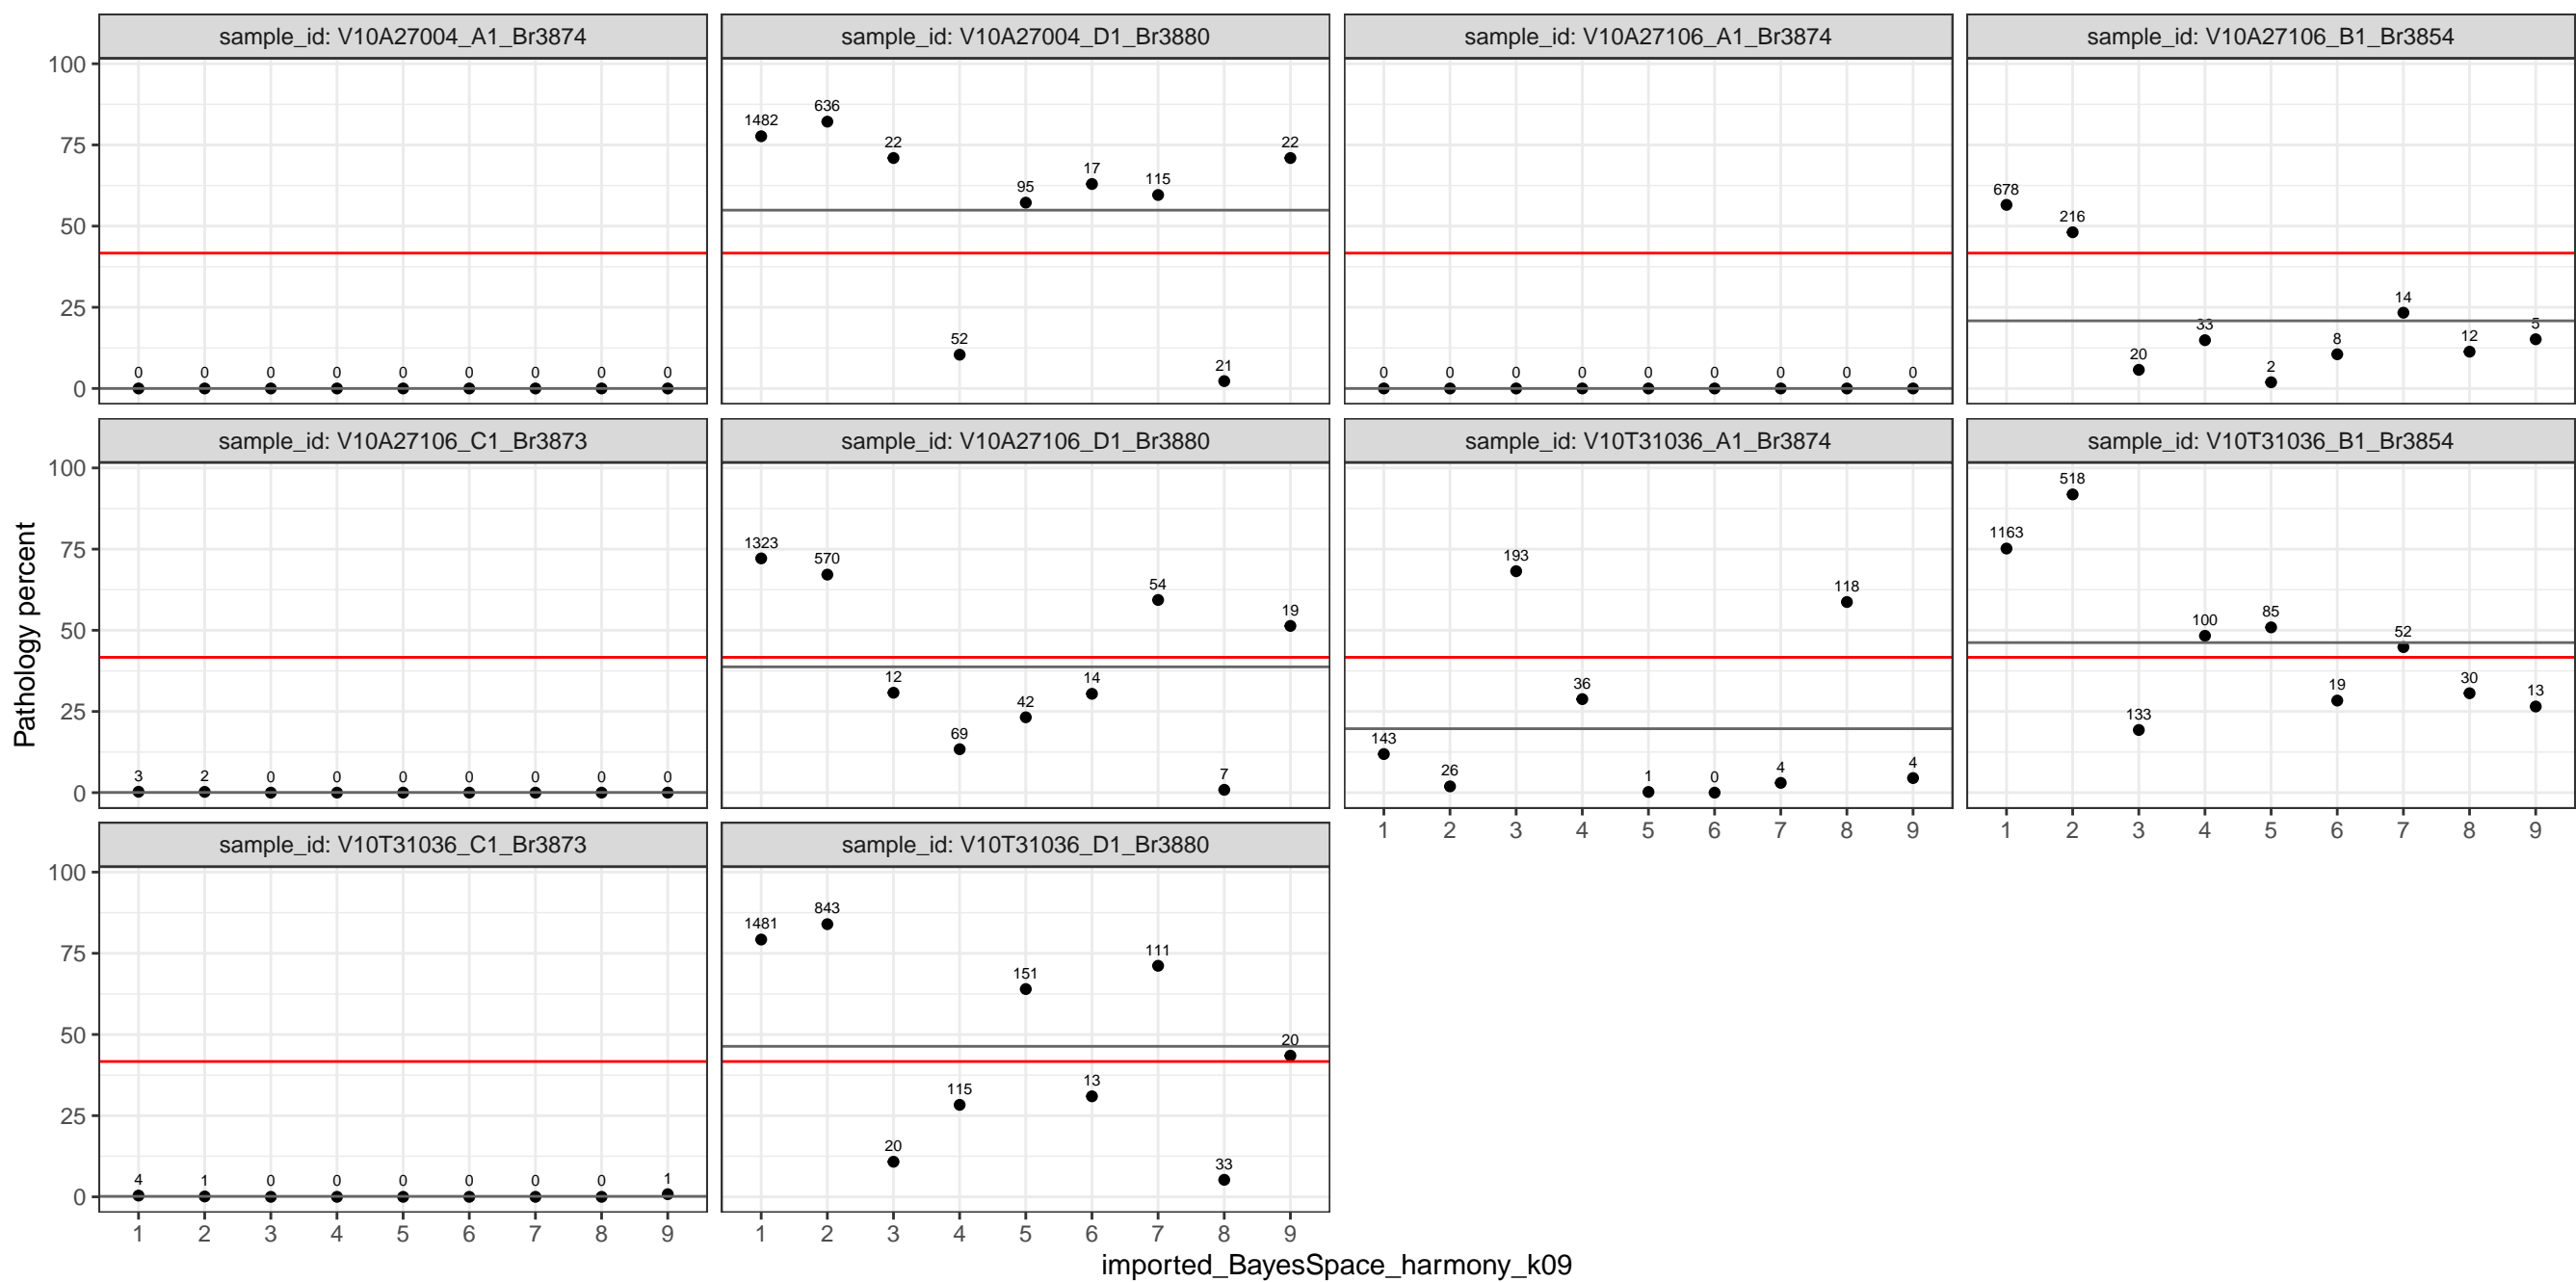 sample_id: V10A27004_A1_Br3874
sample_id: V10A27004_D1_Br3880
sample_id: V10A27106_A1_Br3874
sample_id: V10A27106_B1_Br3854
100
75
50
25
0
0 0 0 0 0 0 0 0 0
1482 636 22 52 95 17 115 21 22
0 0 0 0 0 0 0 0 0
678 216 20 33 2 8 14 12 5
sample_id: V10A27106_C1_Br3873
sample_id: V10A27106_D1_Br3880
sample_id: V10T31036_A1_Br3874
sample_id: V10T31036_B1_Br3854
Pathology percent
100
75
50
25
0
3 2 0 0 0 0 0 0 0
1323 570 12 69 42 14 54 7 19
143 26 193 36 1 0 4 118 4
1163 518 133 100 85 19 52 30 13
1 2 3 4 5 6 7 8 9
1 2 3 4 5 6 7 8 9
sample_id: V10T31036_C1_Br3873
sample_id: V10T31036_D1_Br3880
100
75
50
25
0
4 1 0 0 0 0 0 0 1
1481 843 20 115 151 13 111 33 20
1 2 3 4 5 6 7 8 9
1 2 3 4 5 6 7 8 9
imported_BayesSpace_harmony_k09